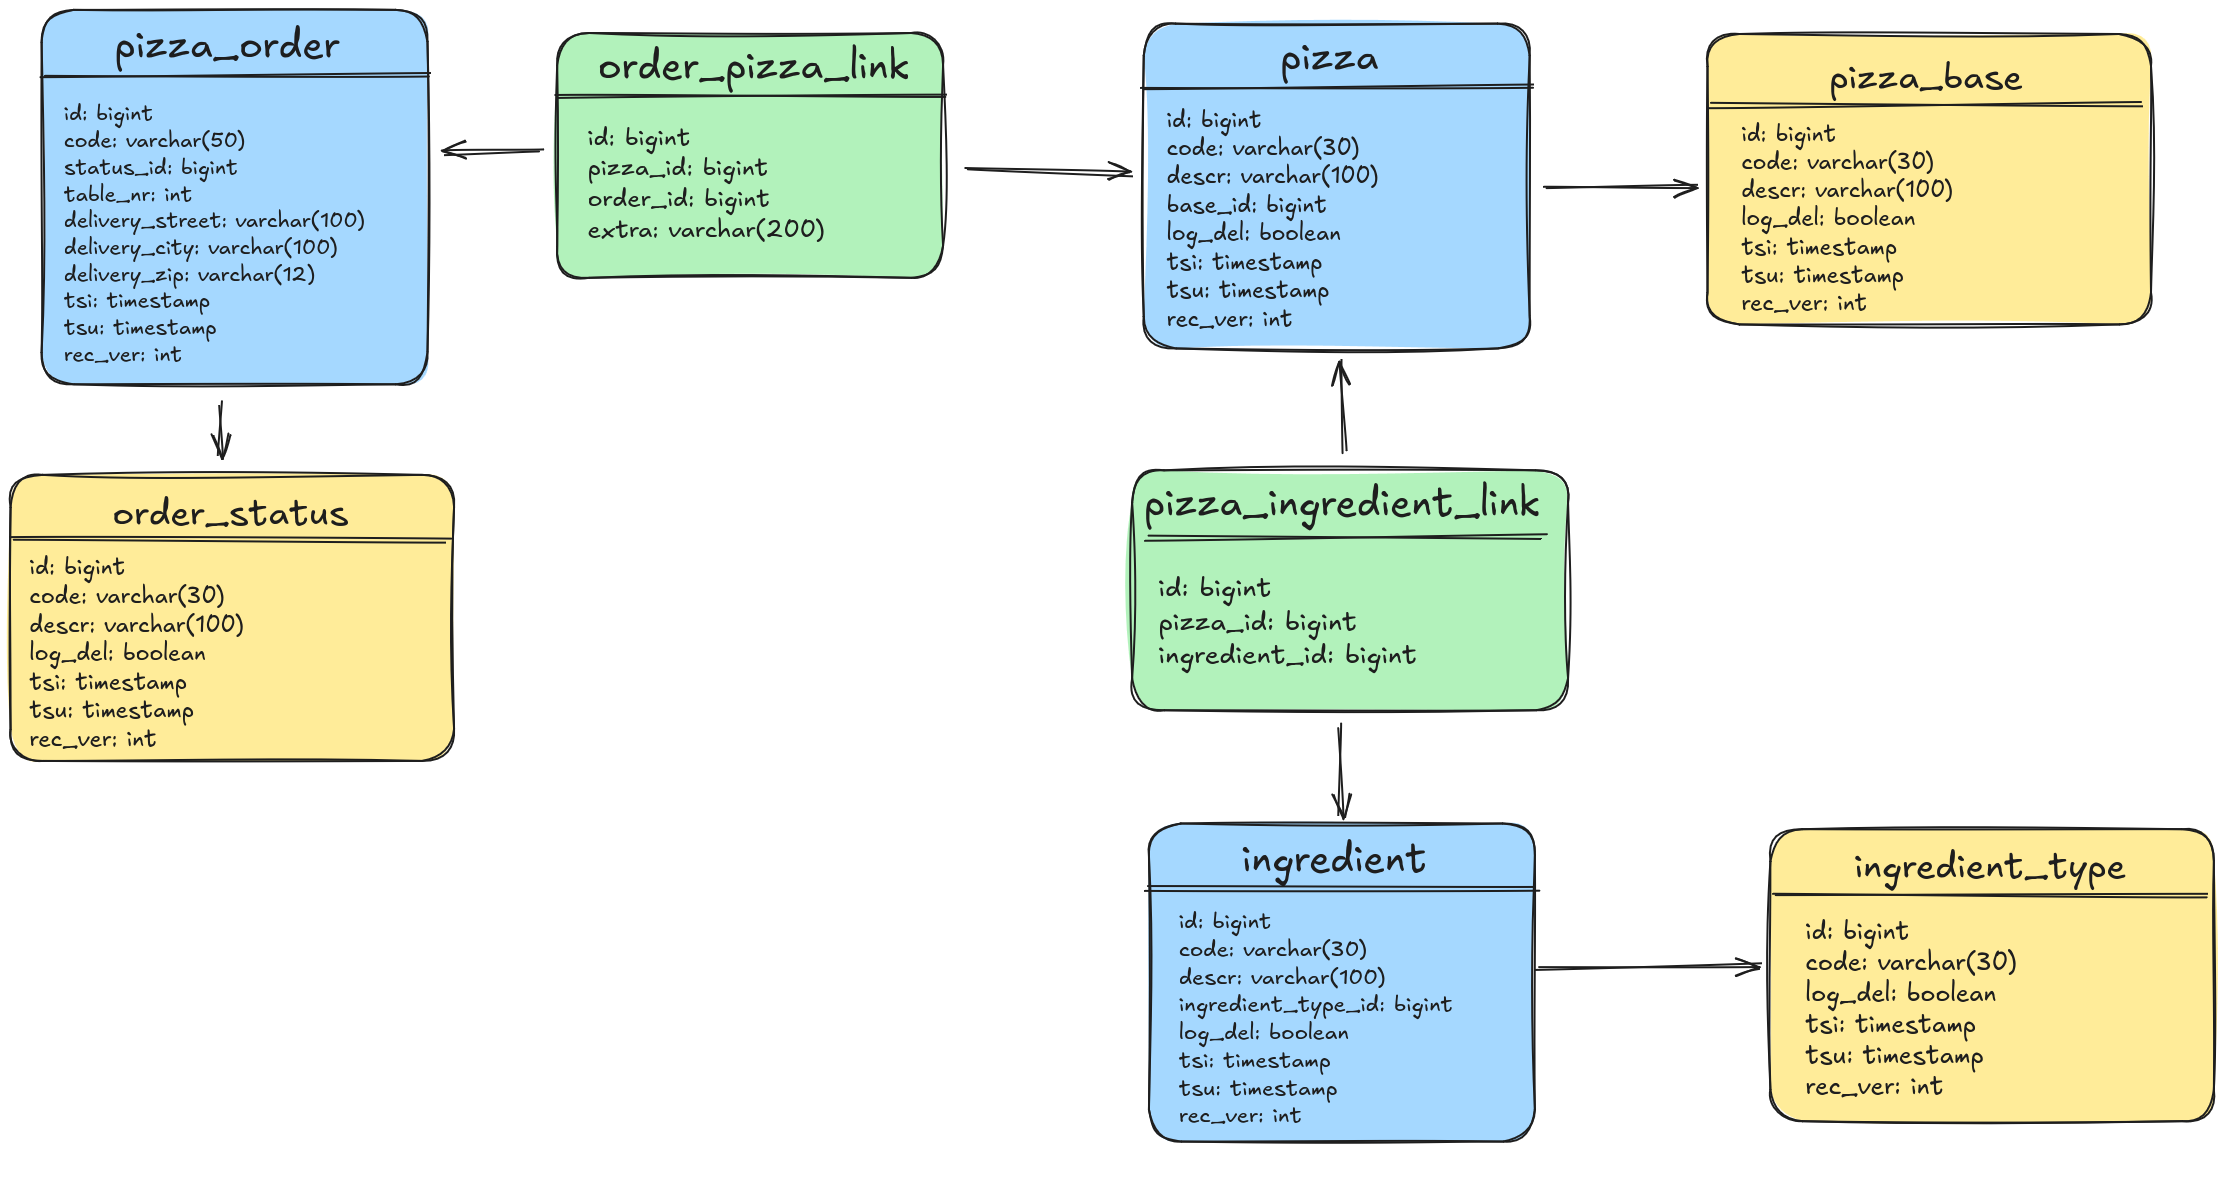 pizza_order
id: bigint
code: varchar(50)
status_id: bigint
table_nr: int
delivery_street: varchar(100)
delivery_city: varchar(100)
delivery_zip: varchar(12)
tsi: timestamp
tsu: timestamp
rec_ver: int
order_pizza_link
id: bigint
pizza_id: bigint
order_id: bigint
extra: varchar(200)
pizza
id: bigint
code: varchar(30)
descr: varchar(100)
base_id: bigint
log_del: boolean
tsi: timestamp
tsu: timestamp
rec_ver: int
pizza_base
id: bigint
code: varchar(30)
descr: varchar(100)
log_del: boolean
tsi: timestamp
tsu: timestamp
rec_ver: int
order_status
id: bigint
code: varchar(30)
descr: varchar(100)
log_del: boolean
tsi: timestamp
tsu: timestamp
rec_ver: int
pizza_ingredient_link
id: bigint
pizza_id: bigint
ingredient_id: bigint
ingredient
id: bigint
code: varchar(30)
descr: varchar(100)
ingredient_type_id: bigint
log_del: boolean
tsi: timestamp
tsu: timestamp
rec_ver: int
ingredient_type
id: bigint
code: varchar(30)
log_del: boolean
tsi: timestamp
tsu: timestamp
rec_ver: int